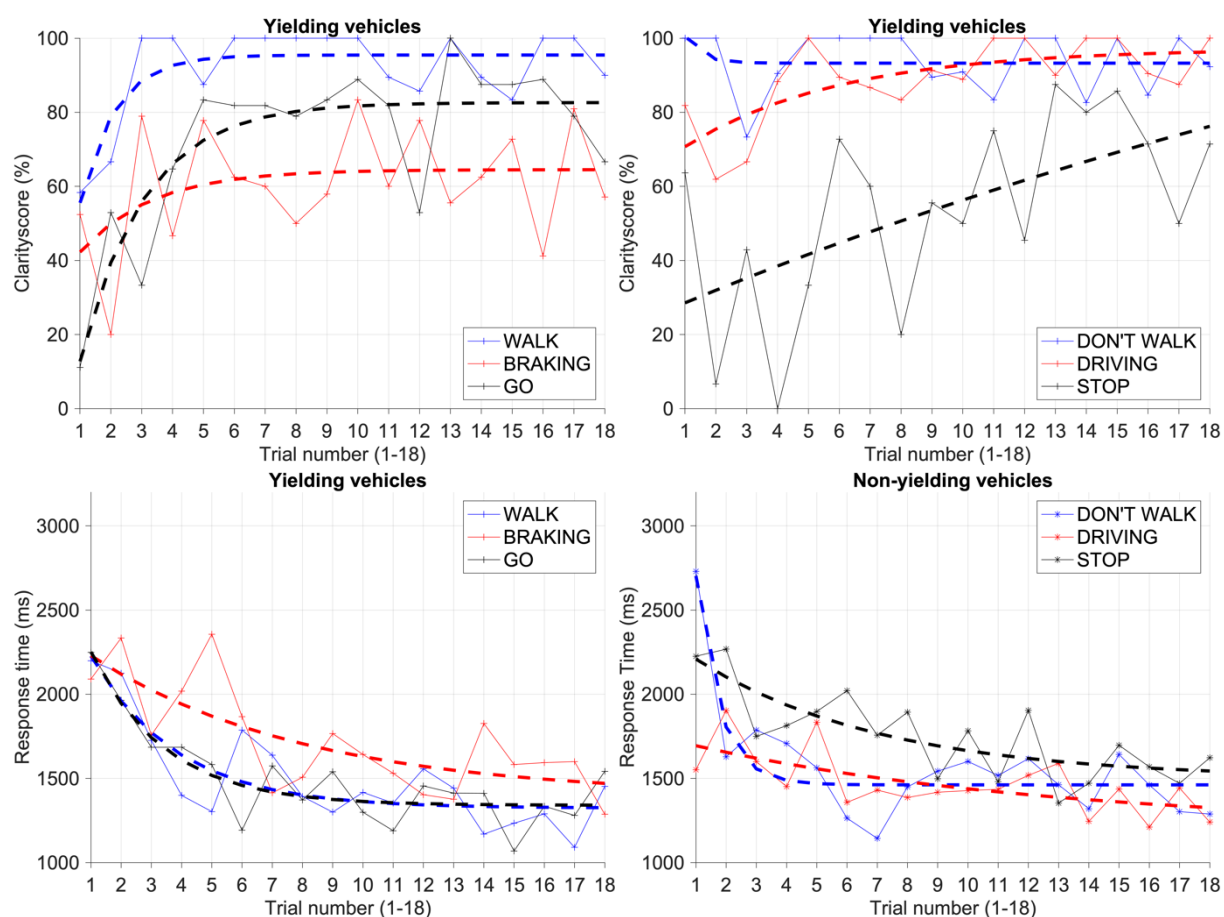 Yielding vehicles
100
80
60
40
20
0
Clarityscore (%)
WALK
BRAKING
GO
1 2 3 4 5 6 7 8 9 10 11 12 13 14 15 16 17 18
Trial number (1-18)
Yielding vehicles
100
80
60
40
20
0
Clarityscore (%)
DON'T WALK
DRIVING
STOP
1 2 3 4 5 6 7 8 9 10 11 12 13 14 15 16 17 18
Trial number (1-18)
Yielding vehicles
3000
2500
2000
1500
1000
Response time (ms)
WALK
BRAKING
GO
1 2 3 4 5 6 7 8 9 10 11 12 13 14 15 16 17 18
Trial number (1-18)
Non-yielding vehicles
3000
2500
2000
1500
1000
Response Time (ms)
DON'T WALK
DRIVING
STOP
1 2 3 4 5 6 7 8 9 10 11 12 13 14 15 16 17 18
Trial number (1-18)